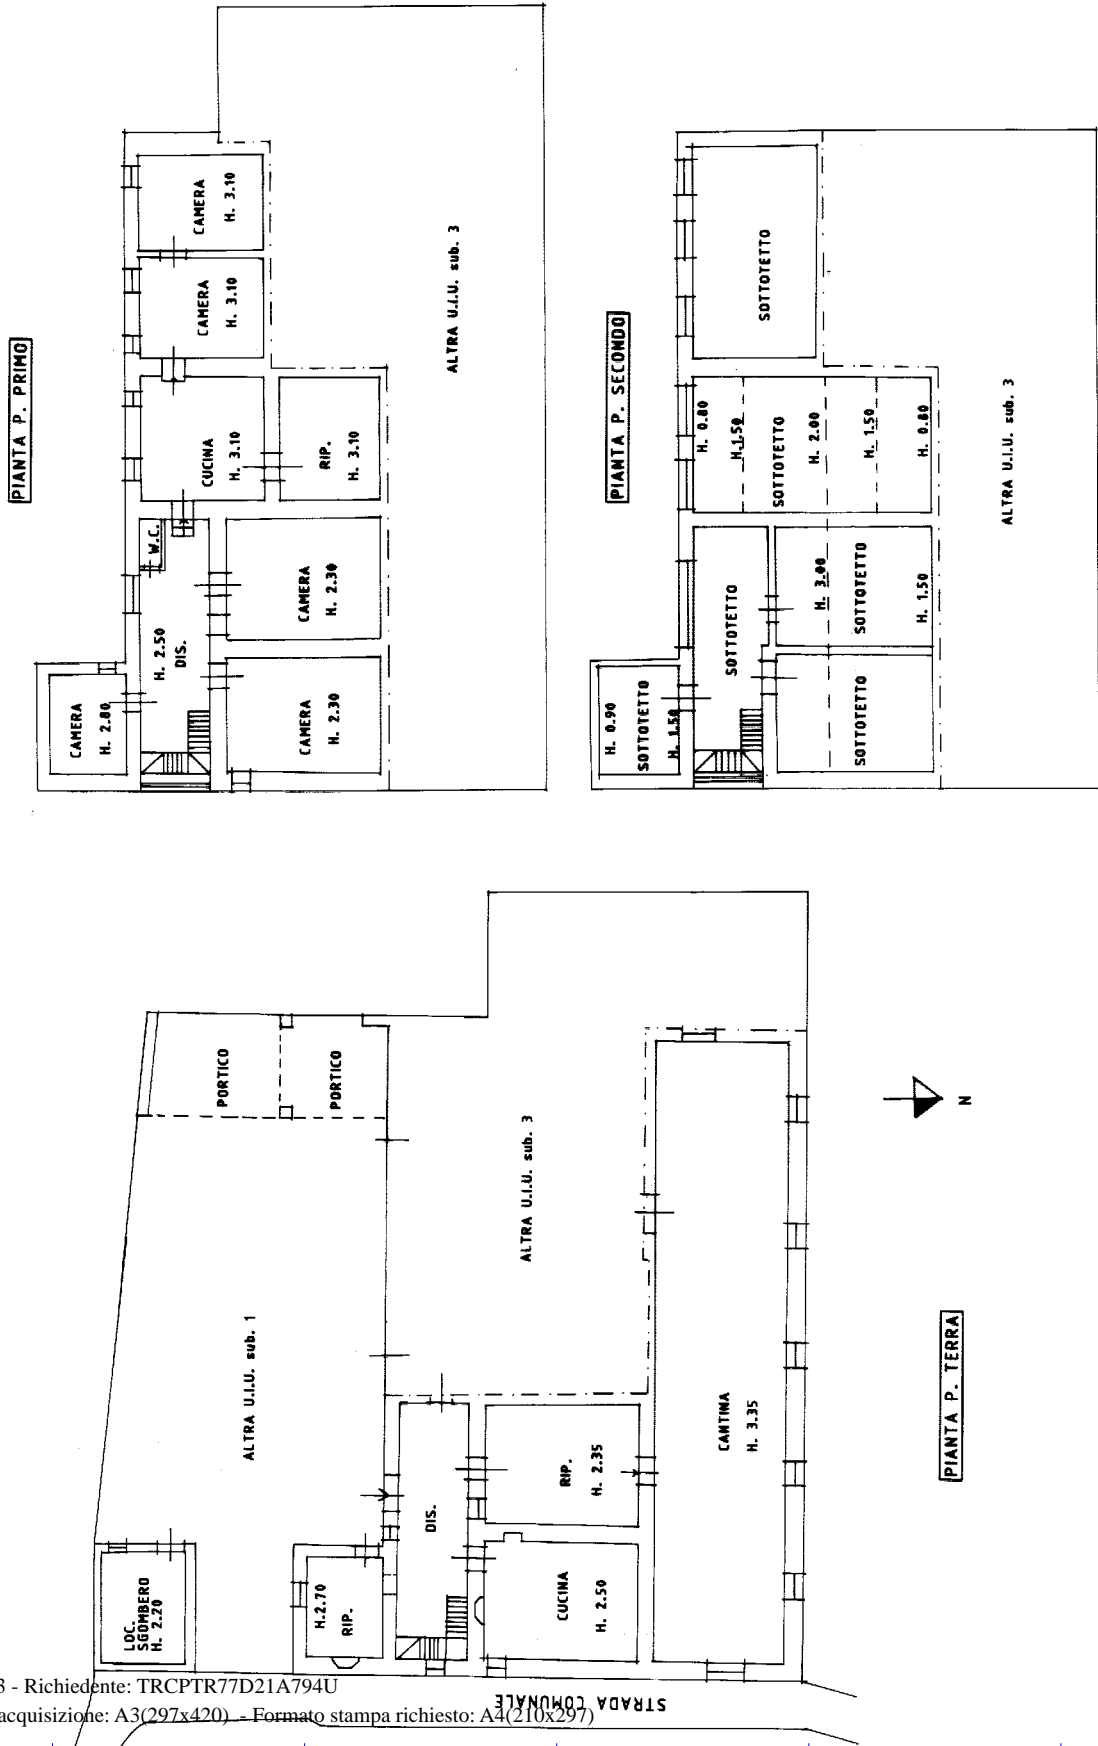 PIANTA P. PRIMO
CAMERA
H. 3.10
CAMERA
H. 3.10
CUCINA
H. 3.10
RIP.
H. 3.10
W.C.
H. 2.50
DIS.
CAMERA
H. 2.30
CAMERA
H. 2.30
CAMERA
H. 2.80
ALTRA U.I.U. sub. 3
PIANTA P. SECONDO
SOTTOTETTO
H. 0.80
H. 1.50
SOTTOTETTO
H. 2.00
H. 1.50
H. 0.80
SOTTOTETTO
H. 3.00
SOTTOTETTO
H. 1.50
SOTTOTETTO
H. 0.90
SOTTOTETTO
H. 1.50
ALTRA U.I.U. sub. 3
PORTICO
PORTICO
ALTRA U.I.U. sub. 1
ALTRA U.I.U. sub. 3
LOC.
SGOMBERO
H. 2.20
H. 2.70
RIP.
DIS.
RIP.
H. 2.35
CUCINA
H. 2.50
CANTINA
H. 3.35
N
PIANTA P. TERRA
STRADA COMUNALE
3 - Richiedente: TRCPTR77D21A794U
acquisizione: A3(297x420) - Formato stampa richiesto: A4(210x297)